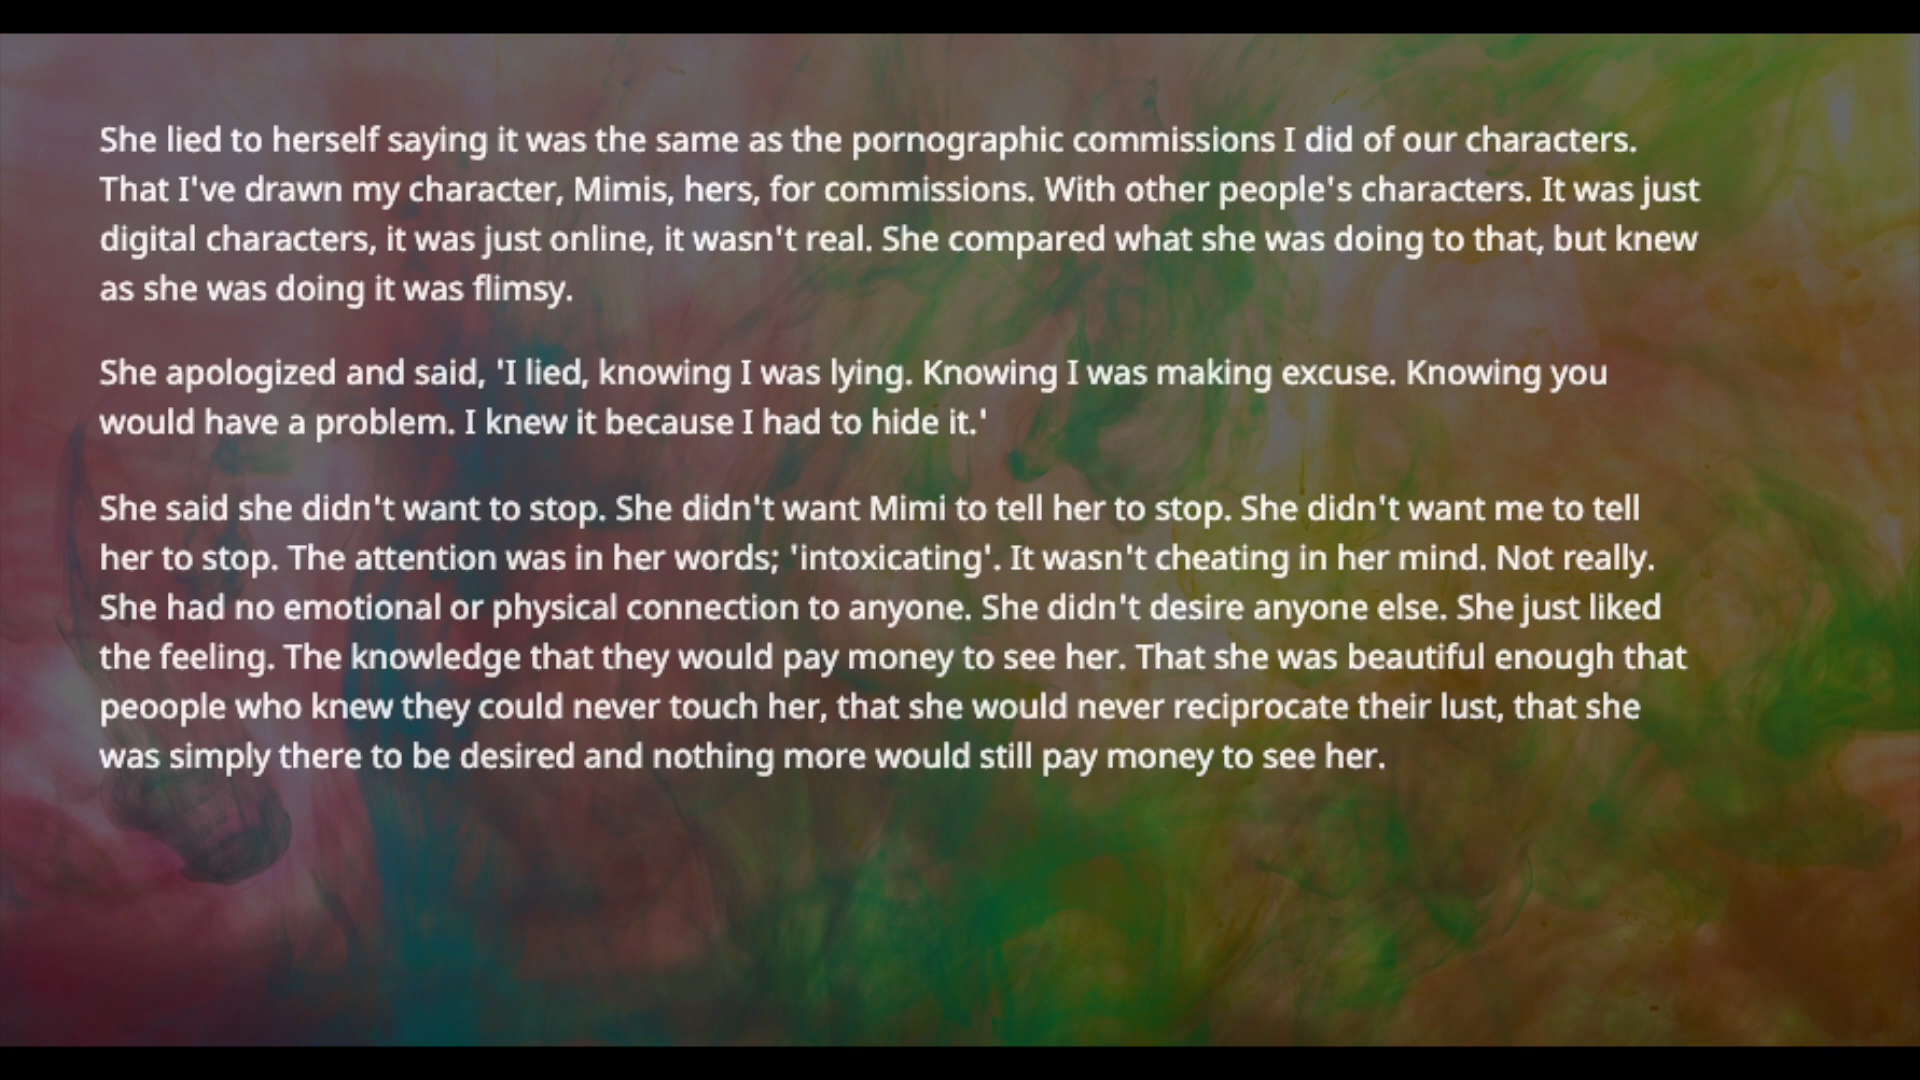 She lied to herself saying it was the same as the pornographic commissions I did of our characters.
That I've drawn my character, Mimis, hers, for commissions. With other people's characters. It was just
digital characters, it was just online, it wasn't real. She compared what she was doing to that, but knew
as she was doing it was flimsy.
She apologized and said, 'I lied, knowing I was lying. Knowing I was making excuse. Knowing you
would have a problem. I knew it because I had to hide it.'
She said she didn't want to stop. She didn't want Mimi to tell her to stop. She didn't want me to tell
her to stop. The attention was in her words; 'intoxicating'. It wasn't cheating in her mind. Not really.
She had no emotional or physical connection to anyone. She didn't desire anyone else. She just liked
the feeling. The knowledge that they would pay money to see her. That she was beautiful enough that
peoople who knew they could never touch her, that she would never reciprocate their lust, that she
was simply there to be desired and nothing more would still pay money to see her.